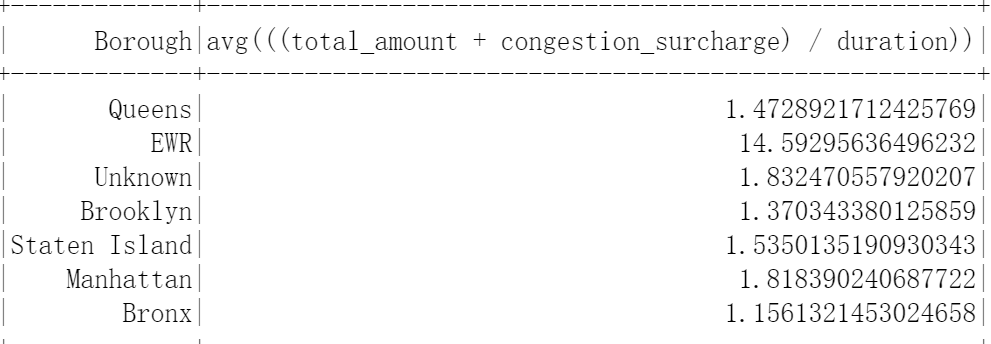 +-------------+------------------------------------------------------+
|      Borough|avg(((total_amount + congestion_surcharge) / duration))|
+-------------+------------------------------------------------------+
|       Queens|                                     1.4728921712425769|
|          EWR|                                      14.59295636496232|
|      Unknown|                                      1.832470557920207|
|     Brooklyn|                                      1.370343380125859|
|Staten Island|                                     1.5350135190930343|
|    Manhattan|                                      1.818390240687722|
|        Bronx|                                     1.1561321453024658|